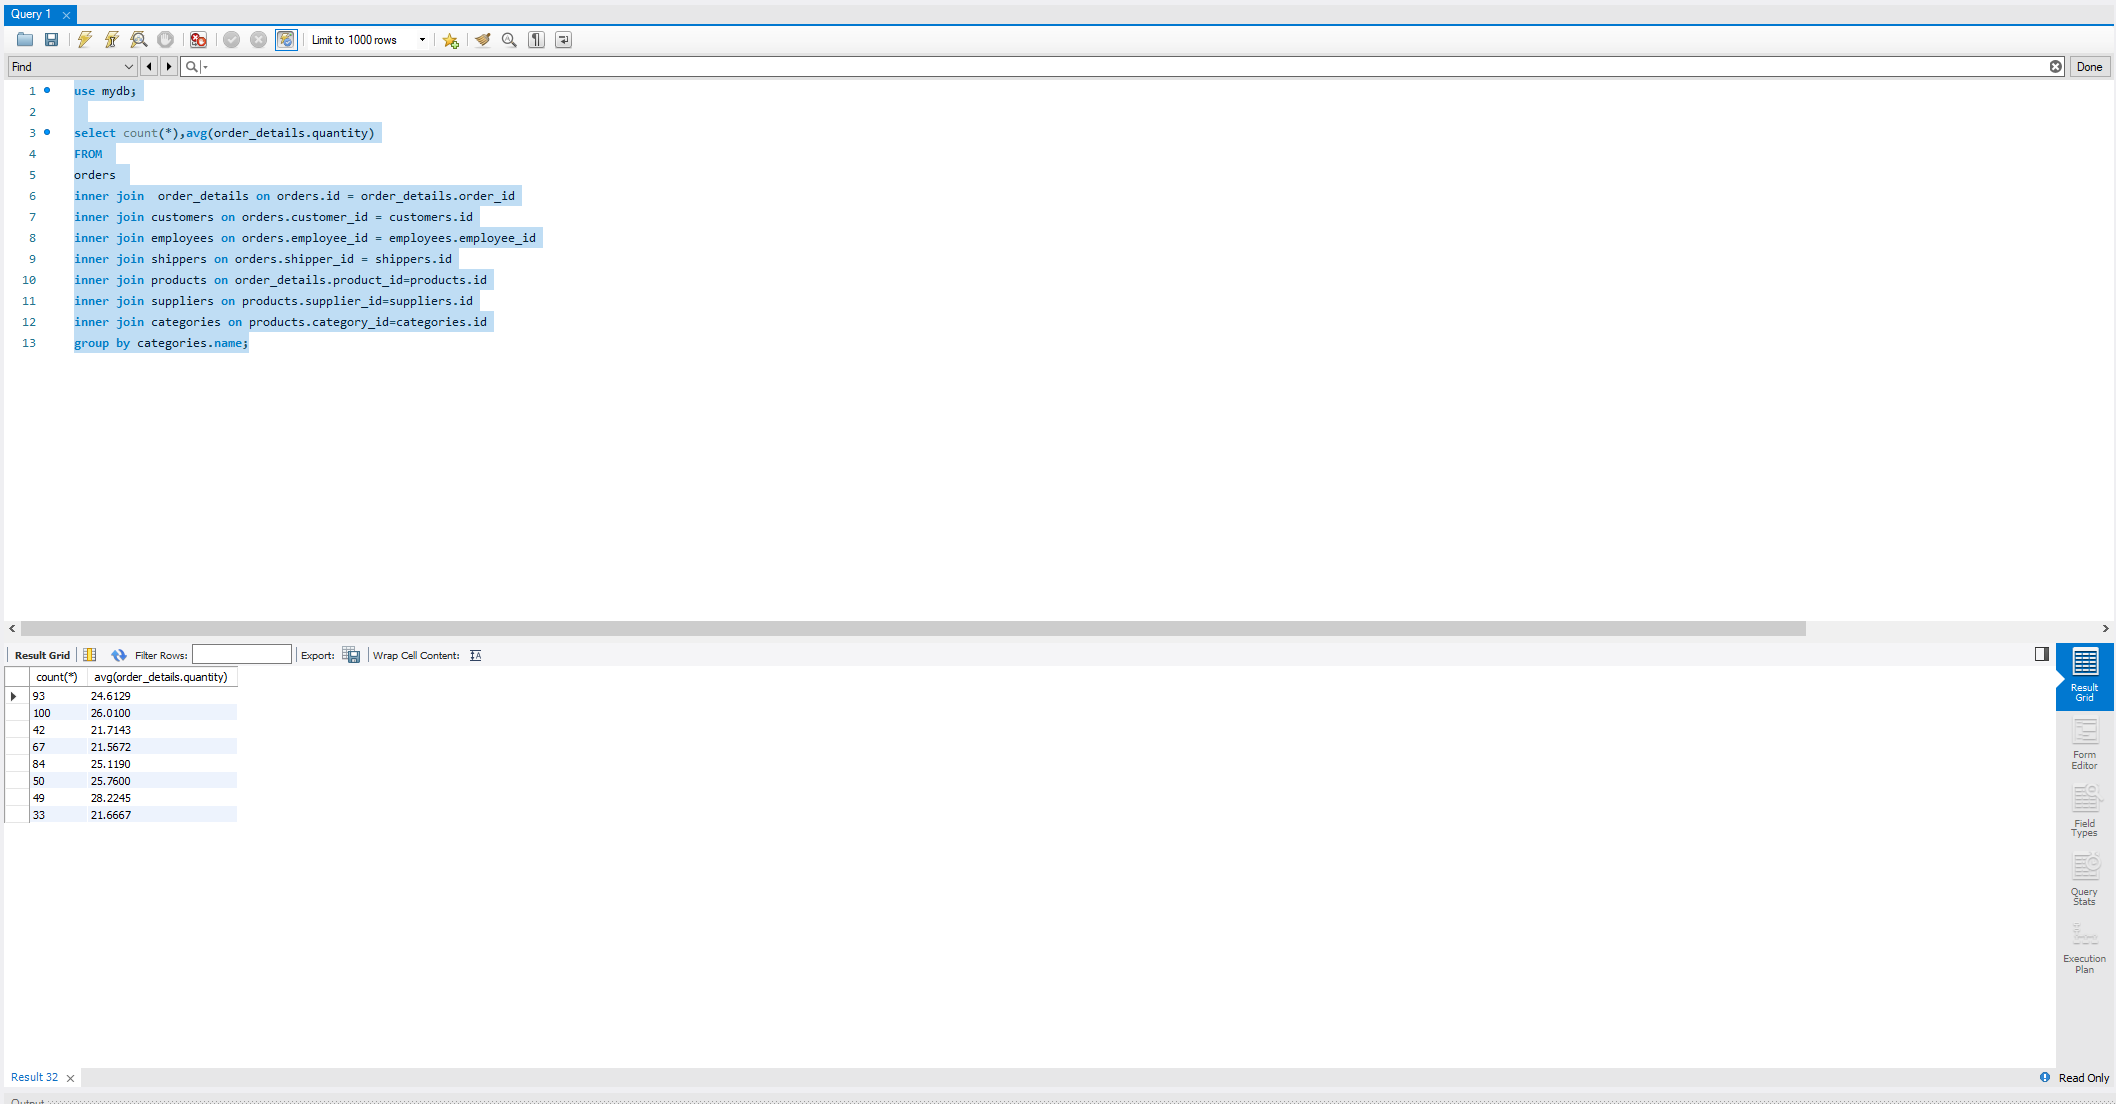 Query 1
Limit to 1000 rows
Find
Done
1 use mydb;
2
3 select count(*),avg(order_details.quantity)
4 FROM
5 orders
6 inner join  order_details on orders.id = order_details.order_id
7 inner join customers on orders.customer_id = customers.id
8 inner join employees on orders.employee_id = employees.employee_id
9 inner join shippers on orders.shipper_id = shippers.id
10 inner join products on order_details.product_id=products.id
11 inner join suppliers on products.supplier_id=suppliers.id
12 inner join categories on products.category_id=categories.id
13 group by categories.name;
Result Grid Filter Rows: Export: Wrap Cell Content:
count(*) avg(order_details.quantity)
93 24.6129
100 26.0100
42 21.7143
67 21.5672
84 25.1190
50 25.7600
49 28.2245
33 21.6667
Result
Grid
Form
Editor
Field
Types
Query
Stats
Execution
Plan
Result 32
Read Only
Output